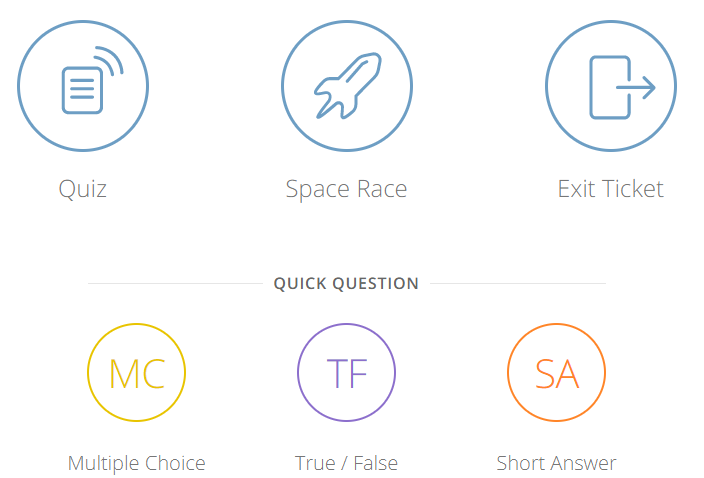 Quiz
Space Race
Exit Ticket
QUICK QUESTION
MC
TF
SA
Multiple Choice
True / False
Short Answer